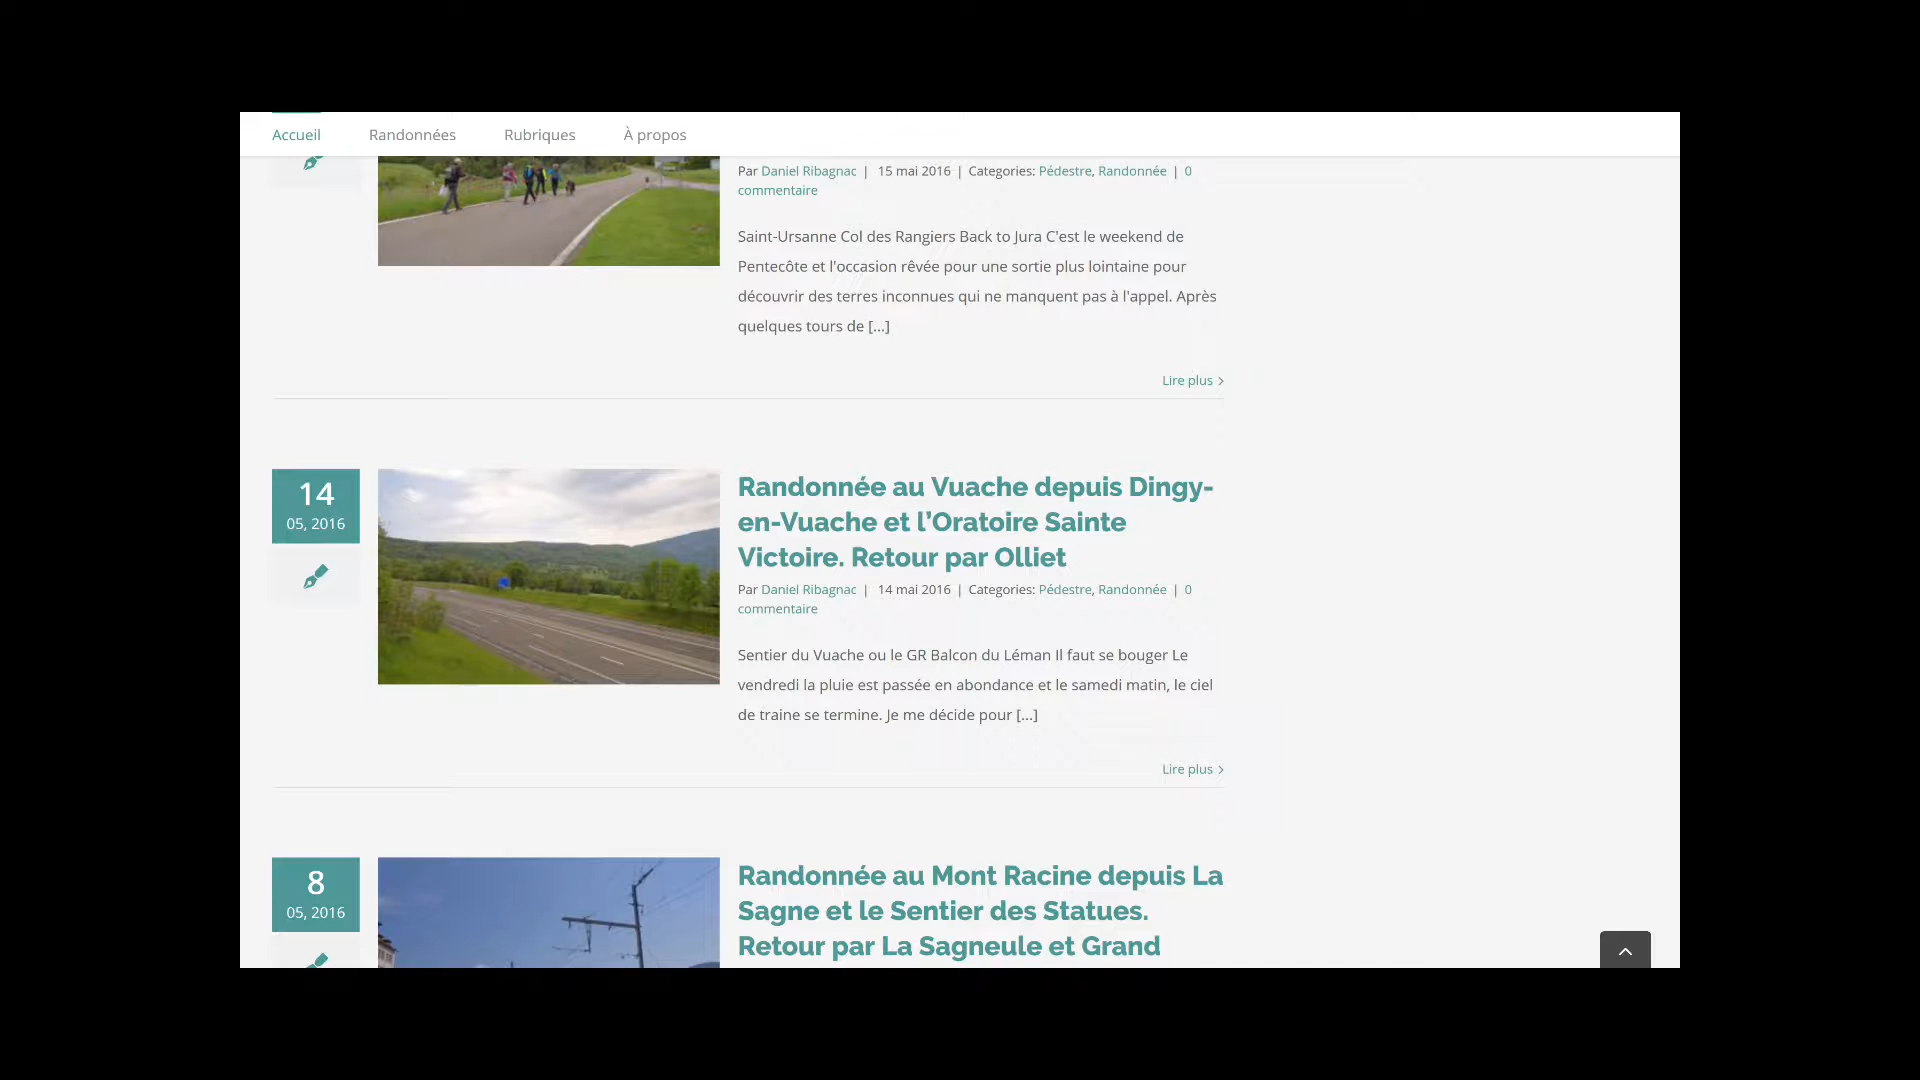 Accueil Randonnées Rubriques À propos
Par Daniel Ribagnac | 15 mai 2016 | Categories: Pédestre, Randonnée | 0
commentaire
Saint-Ursanne Col des Rangiers Back to Jura C'est le weekend de
Pentecôte et l'occasion rêvée pour une sortie plus lointaine pour
découvrir des terres inconnues qui ne manquent pas à l'appel. Après
quelques tours de [...]
Lire plus
14
05, 2016
Randonnée au Vuache depuis Dingy-
en-Vuache et l’Oratoire Sainte
Victoire. Retour par Olliet
Par Daniel Ribagnac | 14 mai 2016 | Categories: Pédestre, Randonnée | 0
commentaire
Sentier du Vuache ou le GR Balcon du Léman Il faut se bouger Le
vendredi la pluie est passée en abondance et le samedi matin, le ciel
de traine se termine. Je me décide pour [...]
Lire plus
8
05, 2016
Randonnée au Mont Racine depuis La
Sagne et le Sentier des Statues.
Retour par La Sagneule et Grand